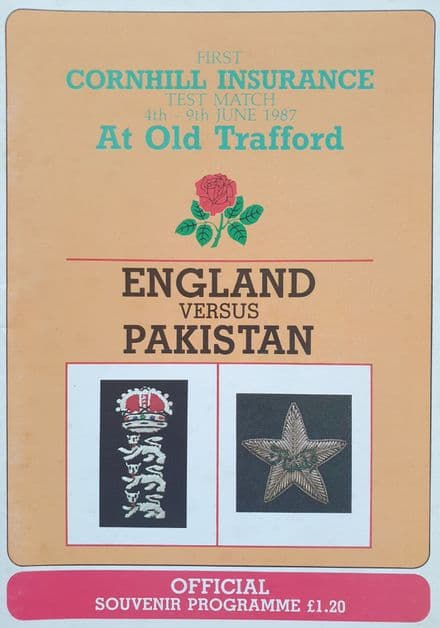 FIRST
CORNHILL INSURANCE
TEST MATCH
4th - 9th JUNE 1987
At Old Trafford
ENGLAND
VERSUS
PAKISTAN
OFFICIAL
SOUVENIR PROGRAMME £1.20